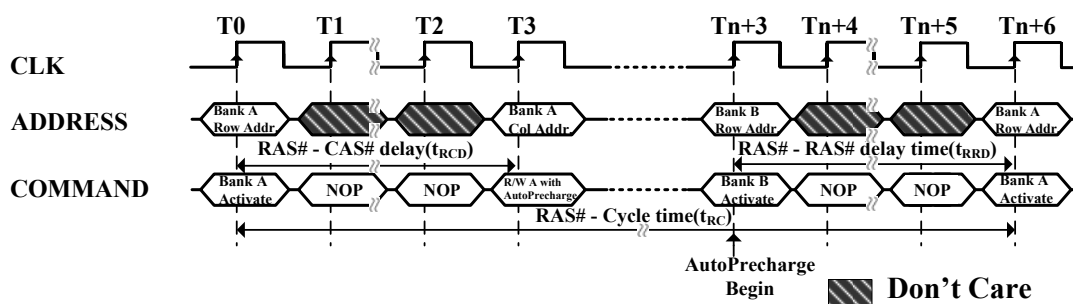 T0 T1 T2 T3 Tn+3 Tn+4 Tn+5 Tn+6
CLK
ADDRESS
Bank A
Row Addr.
Bank A
Col Addr.
Bank B
Row Addr.
Bank A
Row Addr.
RAS# - CAS# delay(tRCD)
RAS# - RAS# delay time(tRRD)
COMMAND
Bank A
Activate
NOP
NOP
R/W A with
AutoPrecharge
Bank B
Activate
NOP
NOP
Bank A
Activate
RAS# - Cycle time(tRC)
AutoPrecharge
Begin
Don't Care